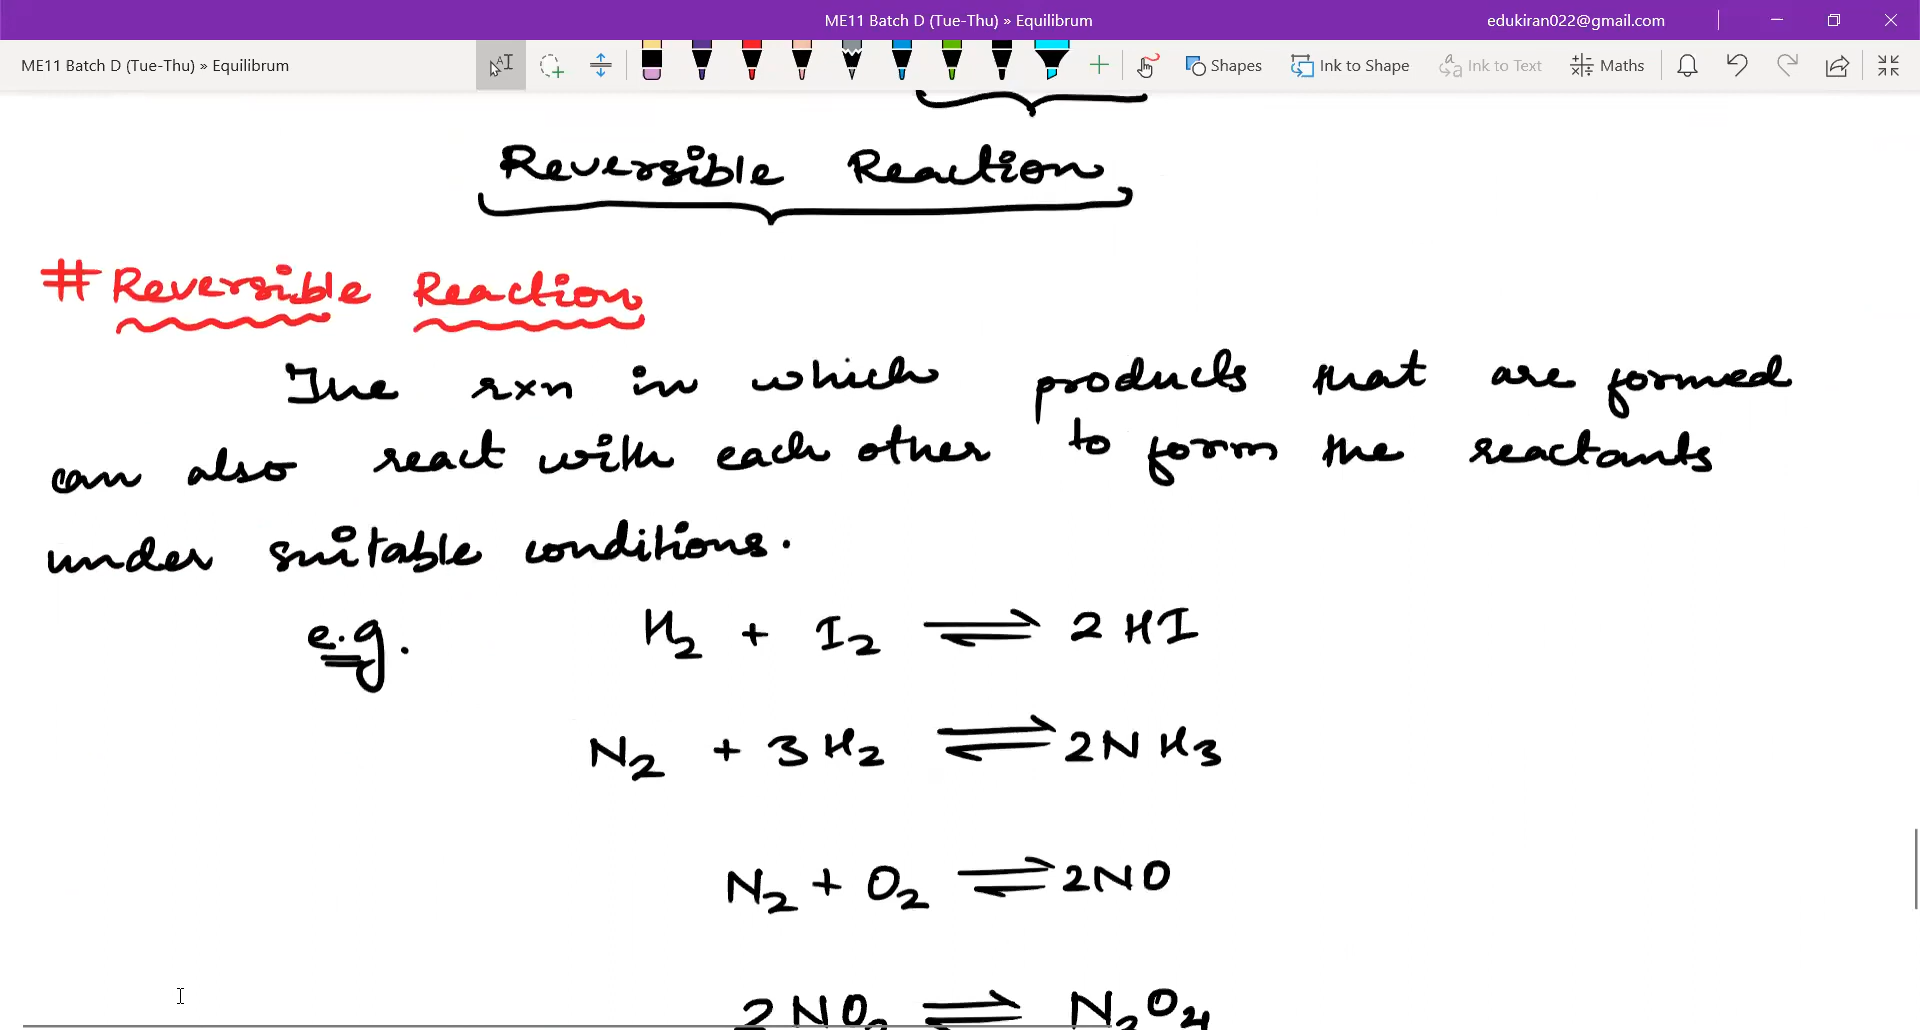 ME11 Batch D (Tue-Thu) » Equilibrum
edukiran022@gmail.com
ME11 Batch D (Tue-Thu) » Equilibrum
Shapes
Ink to Shape
Ink to Text
Maths
Reversible Reaction
# Reversible Reaction
The rxn in which products that are formed
can also react with each other to form the reactants
under suitable conditions.
e.g. H₂ + I₂ ⇌ 2HI
N₂ + 3H₂ ⇌ 2NH₃
N₂ + O₂ ⇌ 2NO
2NO₂ ⇌ N₂O₄